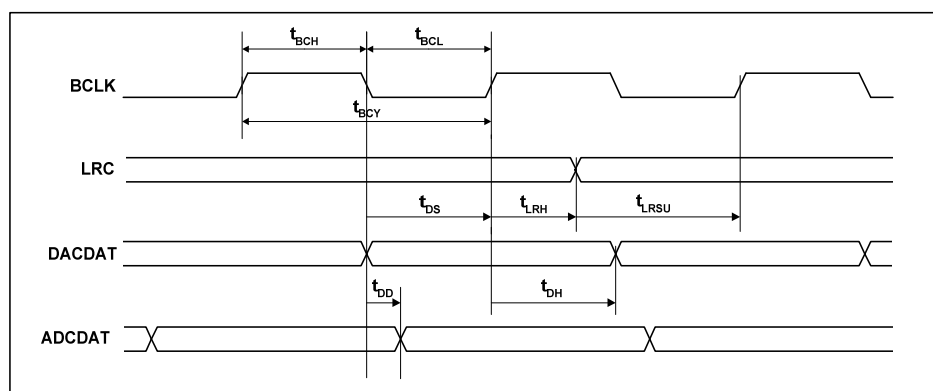 tBCH tBCL
BCLK
tBCY
LRC
tDS tLRH tLRSU
DACDAT
tDD tDH
ADCDAT